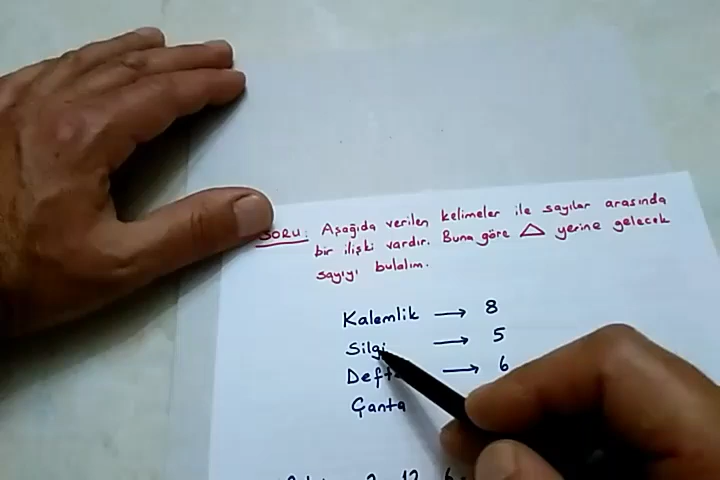 SORU: Aşağıda verilen kelimeler ile sayılar arasında
bir ilişki vardır. Buna göre △ yerine gelecek
sayıyı bulalım.
Kalemlik → 8
Silgi → 5
→ 6
Çanta